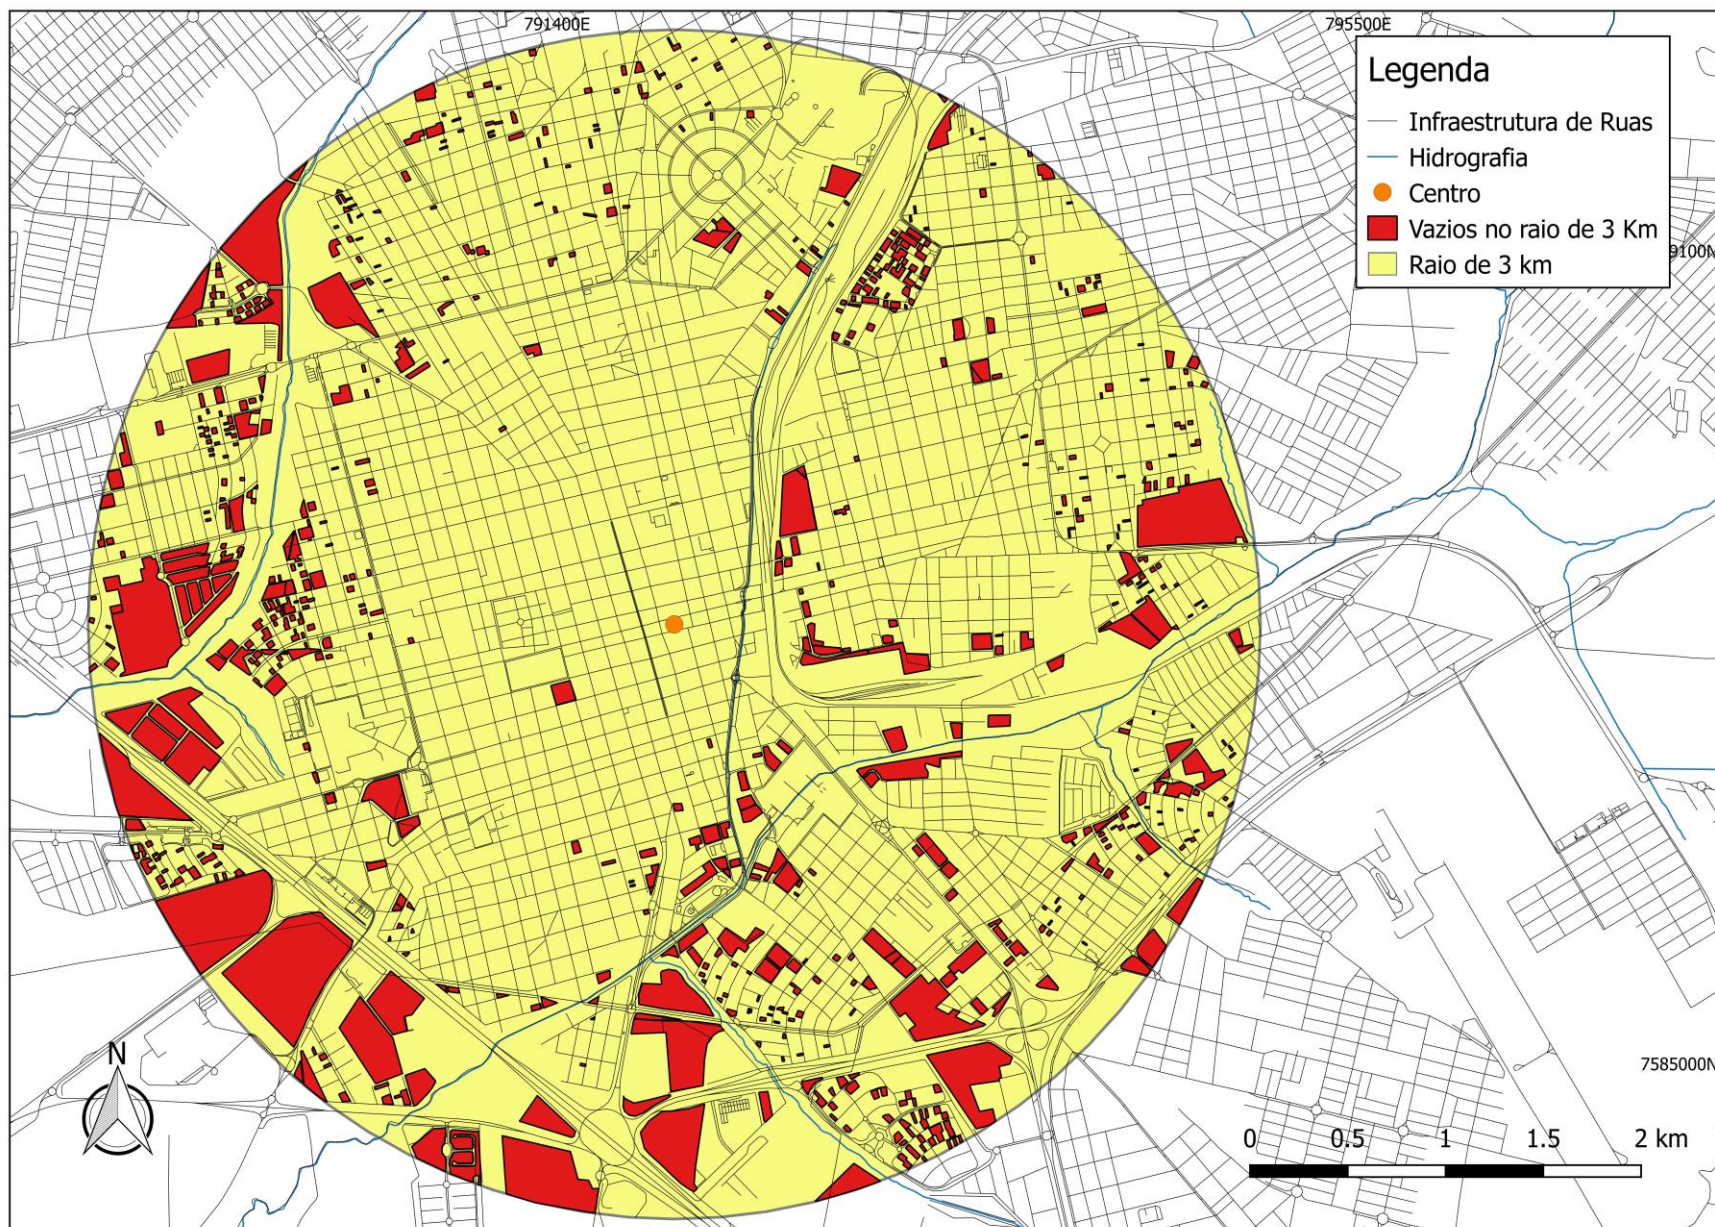 791400E
795500E
Legenda
Infraestrutura de Ruas
Hidrografia
Centro
Vazios no raio de 3 Km
Raio de 3 km
9100N
7585000N
N
0 0.5 1 1.5 2 km